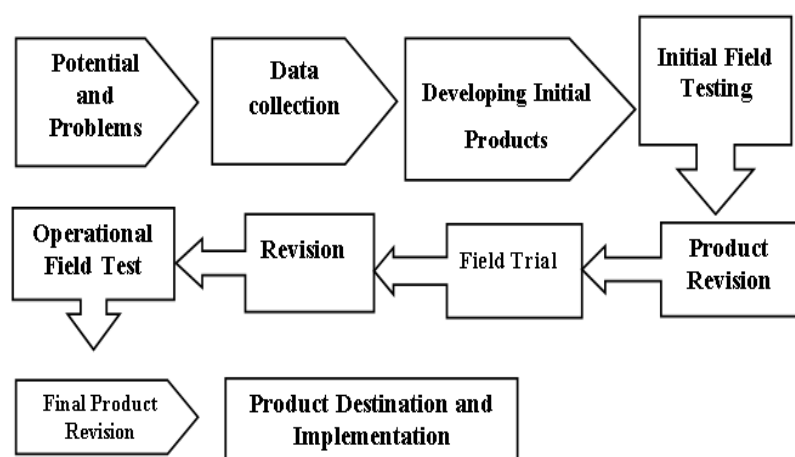 Potential
and
Problems
Data
collection
Developing Initial
Products
Initial Field
Testing
Product
Revision
Field Trial
Revision
Operational
Field Test
Final Product
Revision
Product Destination and
Implementation